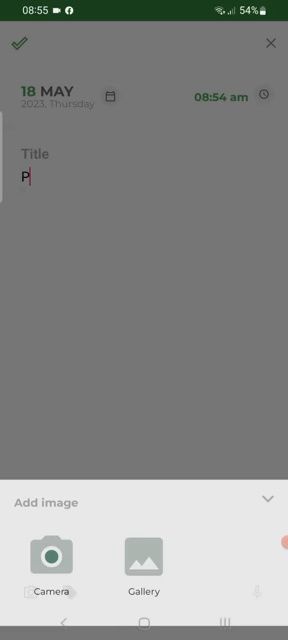 08:55 54%
18 MAY
2023, Thursday
08:54 am
Title
P
Add image
Camera Gallery